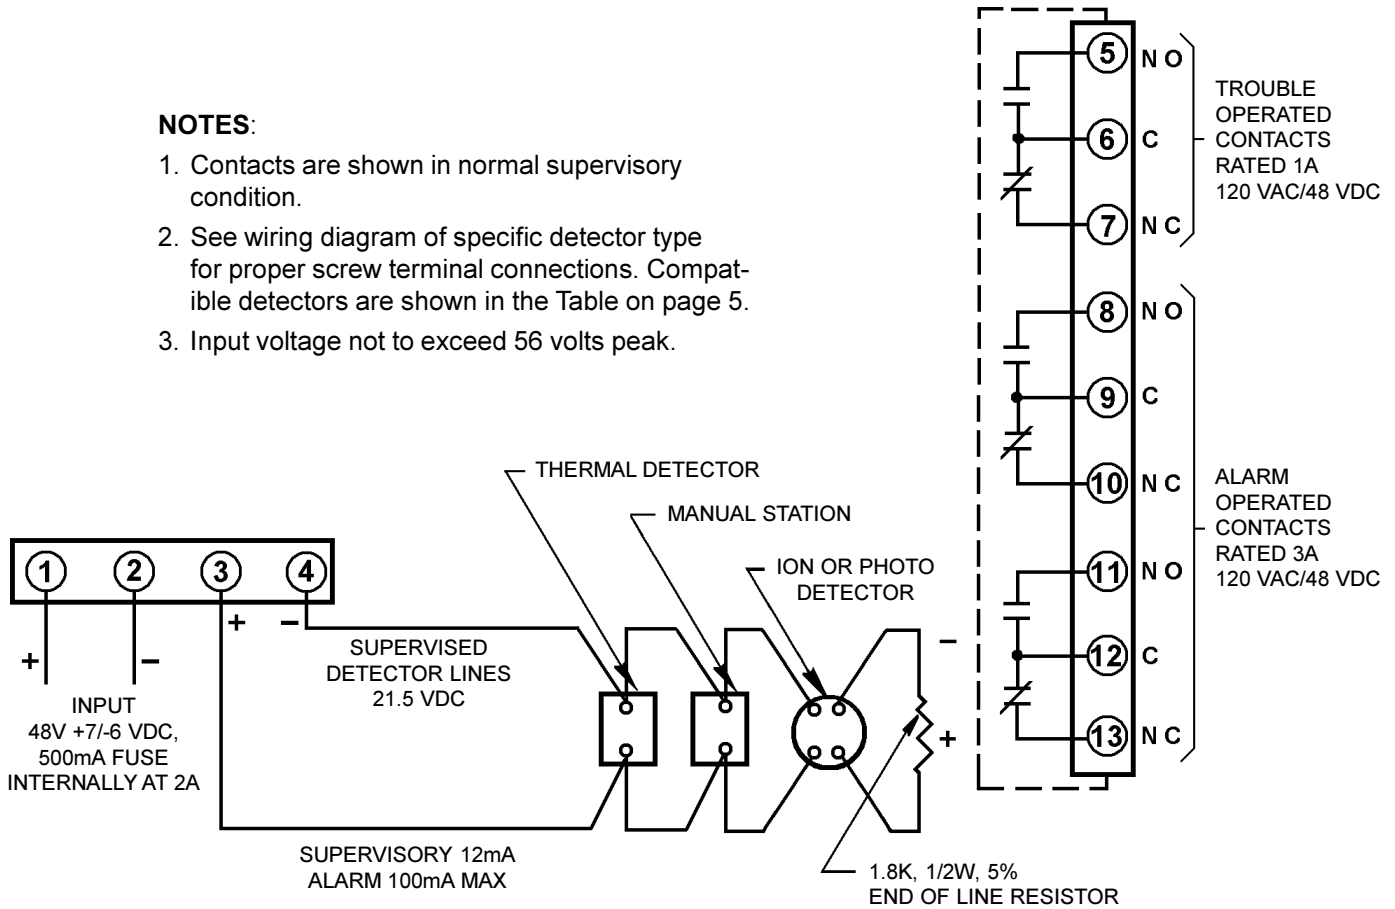 NOTES:
1. Contacts are shown in normal supervisory
condition.
2. See wiring diagram of specific detector type
for proper screw terminal connections. Compat-
ible detectors are shown in the Table on page 5.
3. Input voltage not to exceed 56 volts peak.
5 N O
6 C
7 N C
TROUBLE
OPERATED
CONTACTS
RATED 1A
120 VAC/48 VDC
8 N O
9 C
10 N C
11 N O
12 C
13 N C
ALARM
OPERATED
CONTACTS
RATED 3A
120 VAC/48 VDC
THERMAL DETECTOR
MANUAL STATION
ION OR PHOTO
DETECTOR
1 2 3 4
+ −
+ −
INPUT
48V +7/-6 VDC,
500mA FUSE
INTERNALLY AT 2A
SUPERVISED
DETECTOR LINES
21.5 VDC
SUPERVISORY 12mA
ALARM 100mA MAX
−
+
1.8K, 1/2W, 5%
END OF LINE RESISTOR